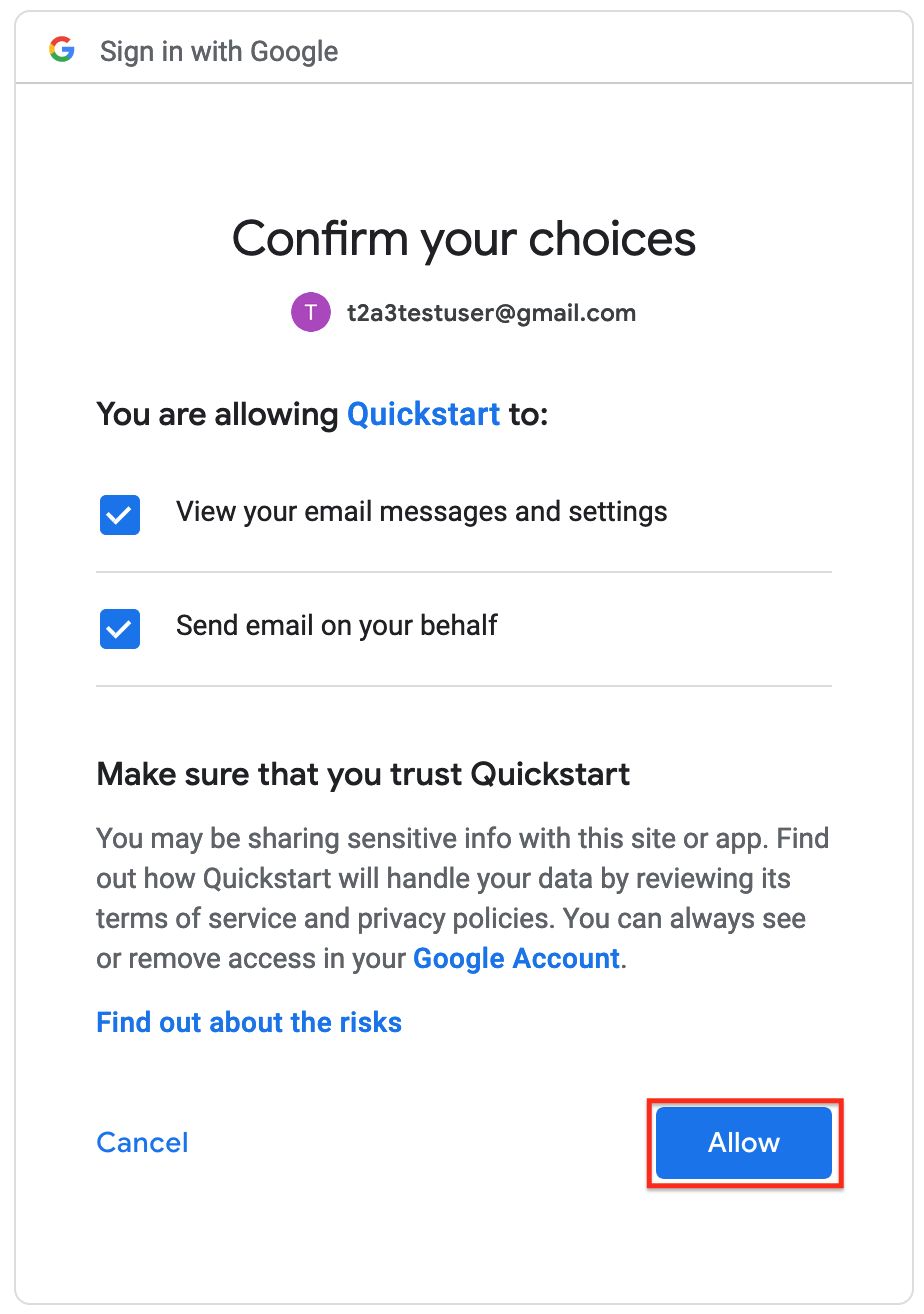 Sign in with Google
Confirm your choices
T t2a3testuser@gmail.com
You are allowing Quickstart to:
View your email messages and settings
Send email on your behalf
Make sure that you trust Quickstart
You may be sharing sensitive info with this site or app. Find
out how Quickstart will handle your data by reviewing its
terms of service and privacy policies. You can always see
or remove access in your Google Account.
Find out about the risks
Cancel Allow